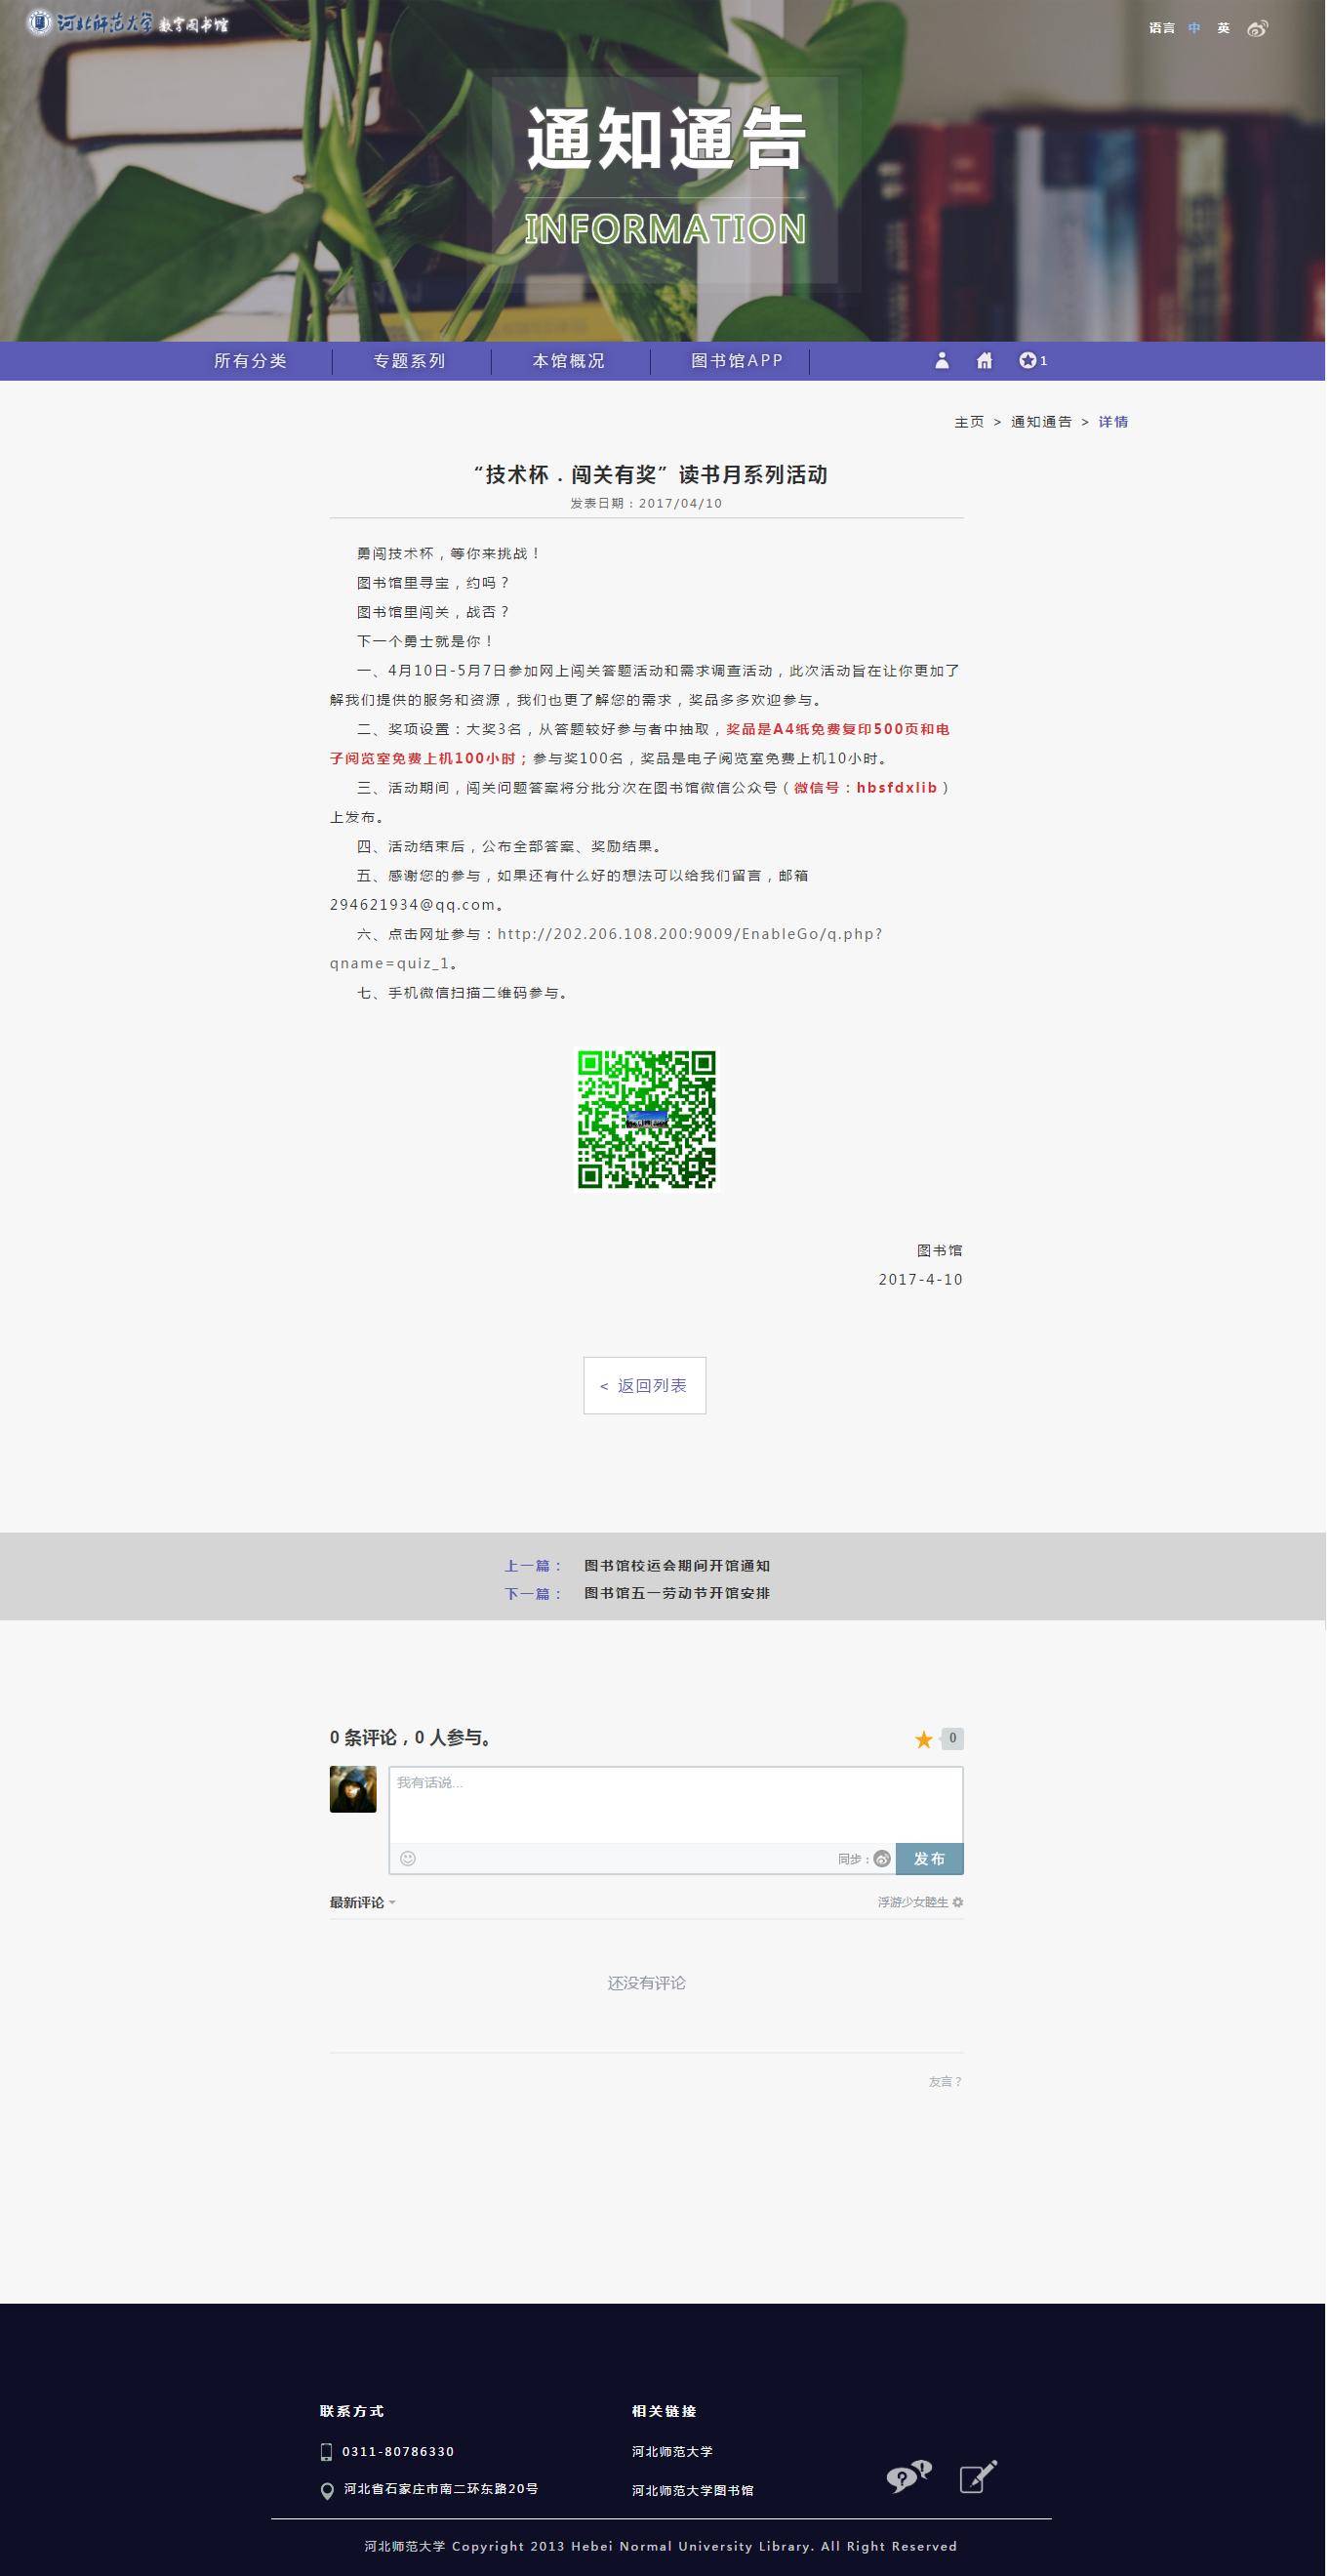 河北师范大学 数字图书馆
语言 中 英
通知通告
INFORMATION
所有分类 专题系列 本馆概况 图书馆APP 1
主页 > 通知通告 > 详情
“技术杯．闯关有奖”读书月系列活动
发表日期：2017/04/10
勇闯技术杯，等你来挑战！
图书馆里寻宝，约吗？
图书馆里闯关，战否？
下一个勇士就是你！
一、4月10日-5月7日参加网上闯关答题活动和需求调查活动，此次活动旨在让你更加了
解我们提供的服务和资源，我们也更了解您的需求，奖品多多欢迎参与。
二、奖项设置：大奖3名，从答题较好参与者中抽取，奖品是A4纸免费复印500页和电
子阅览室免费上机100小时；参与奖100名，奖品是电子阅览室免费上机10小时。
三、活动期间，闯关问题答案将分批分次在图书馆微信公众号（微信号：hbsfdxlib）
上发布。
四、活动结束后，公布全部答案、奖励结果。
五、感谢您的参与，如果还有什么好的想法可以给我们留言，邮箱
294621934@qq.com。
六、点击网址参与：http://202.206.108.200:9009/EnableGo/q.php?
qname=quiz_1。
七、手机微信扫描二维码参与。
图书馆
2017-4-10
< 返回列表
上一篇： 图书馆校运会期间开馆通知
下一篇： 图书馆五一劳动节开馆安排
0 条评论，0 人参与。 0
我有话说...
同步： 发布
最新评论 浮游少女睦生
还没有评论
友言？
联系方式 相关链接
0311-80786330 河北师范大学
河北省石家庄市南二环东路20号 河北师范大学图书馆
河北师范大学 Copyright 2013 Hebei Normal University Library. All Right Reserved